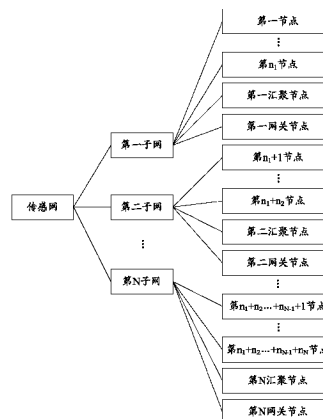 第一节点
⋮
第n₁节点
第一汇聚节点
第一网关节点
第一子网
第n₁+1节点
⋮
第n₁+n₂节点
传感网
第二子网
第二汇聚节点
第二网关节点
⋮
第N子网
第n₁+n₂…+nN-1+1节点
⋮
第n₁+n₂…+nN-1+nN节点
第N汇聚节点
第N网关节点